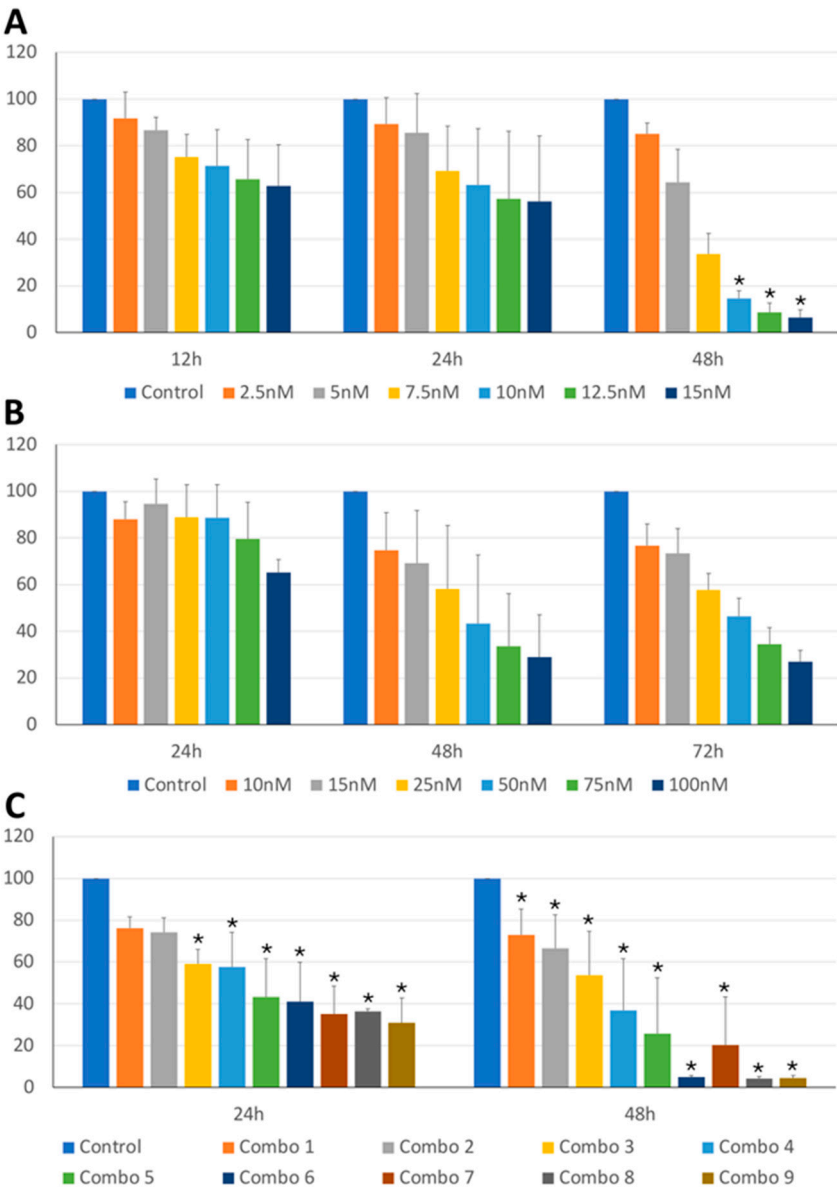 A
120
100
80
60
40
20
0
* * *
12h 24h 48h
Control 2.5nM 5nM 7.5nM 10nM 12.5nM 15nM
B
120
100
80
60
40
20
0
24h 48h 72h
Control 10nM 15nM 25nM 50nM 75nM 100nM
C
120
100
80
60
40
20
0
* * * * * * * * * * * * * * * *
24h 48h
Control Combo 1 Combo 2 Combo 3 Combo 4
Combo 5 Combo 6 Combo 7 Combo 8 Combo 9